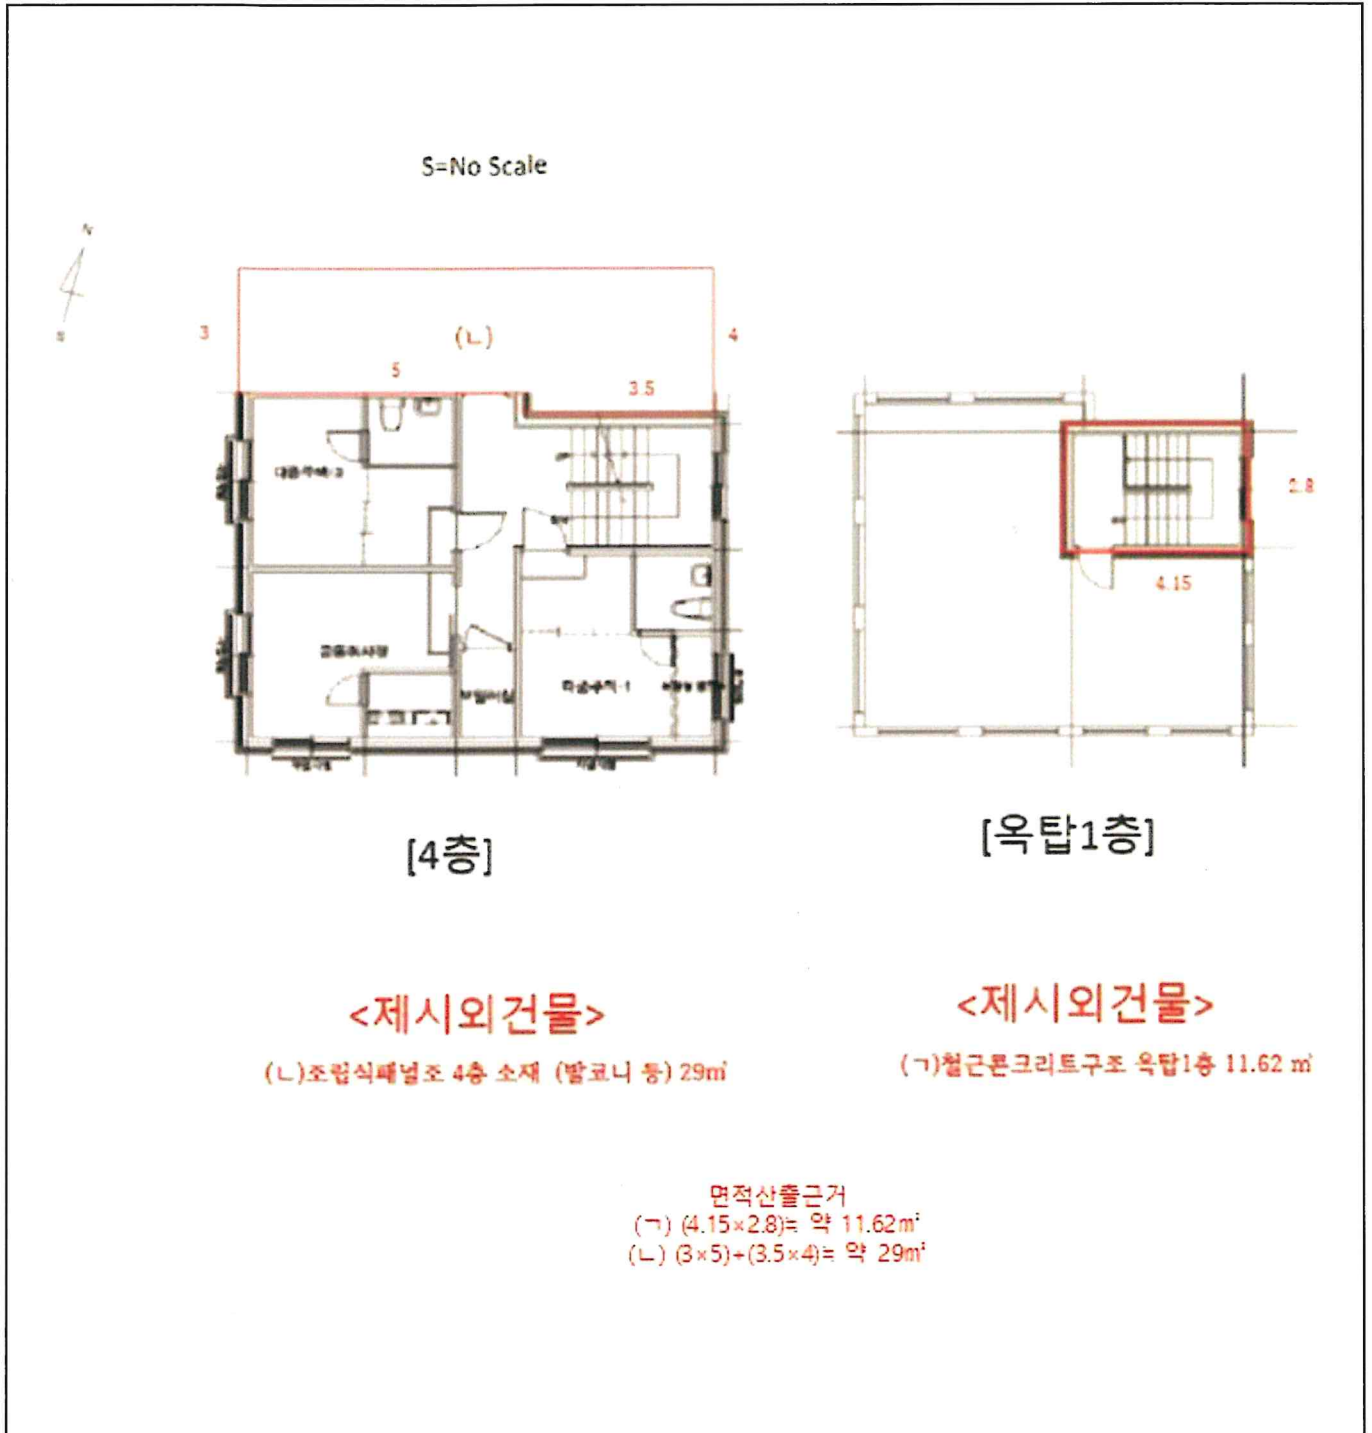 S=No Scale
N
3
(ㄴ)
4
5
3.5
2.8
4.15
[4층]
[옥탑1층]
<제시외건물>
(ㄴ)조립식패널조 4층 소재 (발코니 등) 29㎡
<제시외건물>
(ㄱ)철근콘크리트구조 옥탑1층 11.62 ㎡
면적산출근거
(ㄱ) (4.15×2.8)≒ 약 11.62㎡
(ㄴ) (3×5)+(3.5×4)≒ 약 29㎡